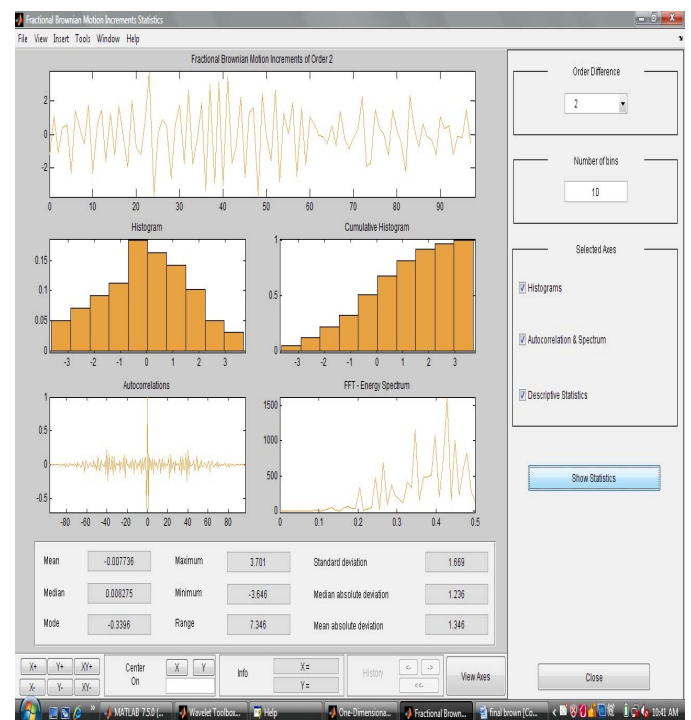 Fractional Brownian Motion Increments Statistics
File View Insert Tools Window Help
Fractional Brownian Motion Increments of Order 2
2
0
-2
0 10 20 30 40 50 60 70 80 90
Histogram
0.15
0.1
0.05
0
-3 -2 -1 0 1 2 3
Cumulative Histogram
1
0.5
0
-3 -2 -1 0 1 2 3
Autocorrelations
1
0.5
0
-0.5
-80 -60 -40 -20 0 20 40 60 80
FFT - Energy Spectrum
1500
1000
500
0
0 0.1 0.2 0.3 0.4 0.5
Mean -0.007736 Maximum 3.701 Standard deviation 1.669
Median 0.008275 Minimum -3.646 Median absolute deviation 1.236
Mode -0.3396 Range 7.346 Mean absolute deviation 1.346
Order Difference
2
Number of bins
10
Selected Axes
Histograms
Autocorrelation & Spectrum
Descriptive Statistics
Show Statistics
X+ Y+ XY+
X- Y- XY-
Center
On
X Y
Info
X =
Y =
History
<- ->
<<-
View Axes
Close
MATLAB 7.5.0 (... Wavelet Toolbox... Help One-Dimensiona... Fractional Brown... final brown [Co... 10:41 AM